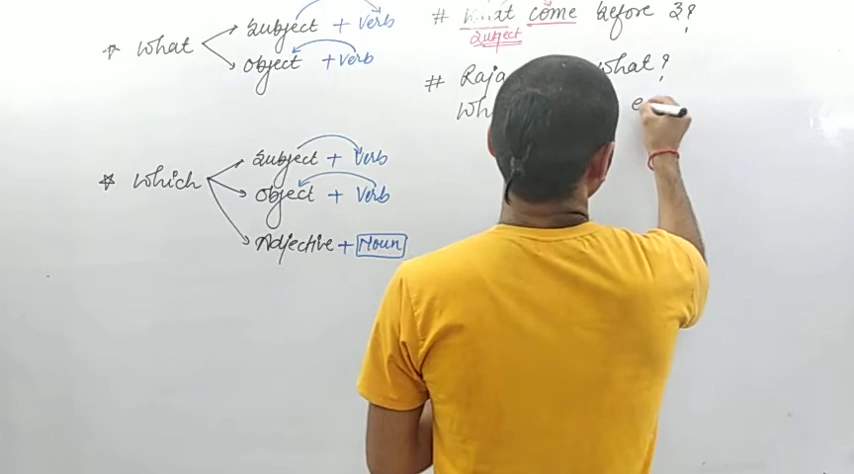 * What
Subject + Verb
Object + Verb
* Which
Subject + Verb
Object + Verb
Adjective + Noun
# What come before 3?
Subject
# Raja what?
Wh e